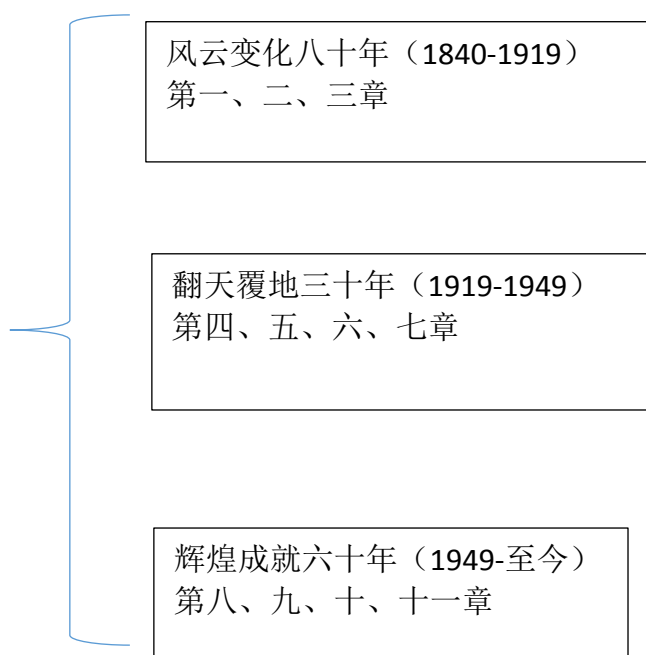 风云变化八十年（1840-1919）
第一、二、三章
翻天覆地三十年（1919-1949）
第四、五、六、七章
辉煌成就六十年（1949-至今）
第八、九、十、十一章